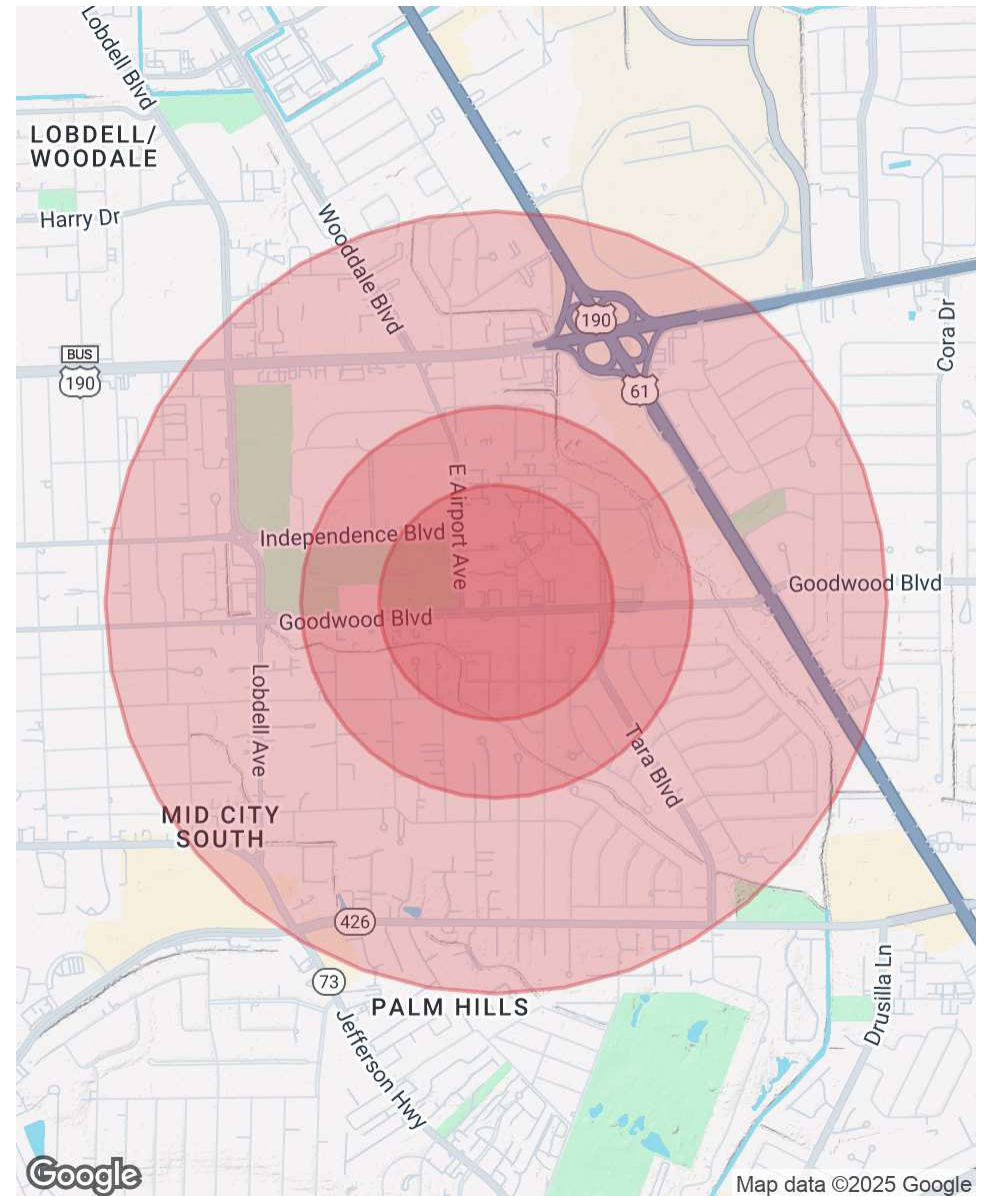 Lobdell Blvd
LOBDELL/
WOODALE
Harry Dr
Wooddale Blvd
190
Cora Dr
BUS
190
61
E Airport Ave
Independence Blvd
Goodwood Blvd
Goodwood Blvd
Lobdell Ave
Tara Blvd
MID CITY
SOUTH
426
73
PALM HILLS
Drusilla Ln
Jefferson Hwy
Google
Map data ©2025 Google